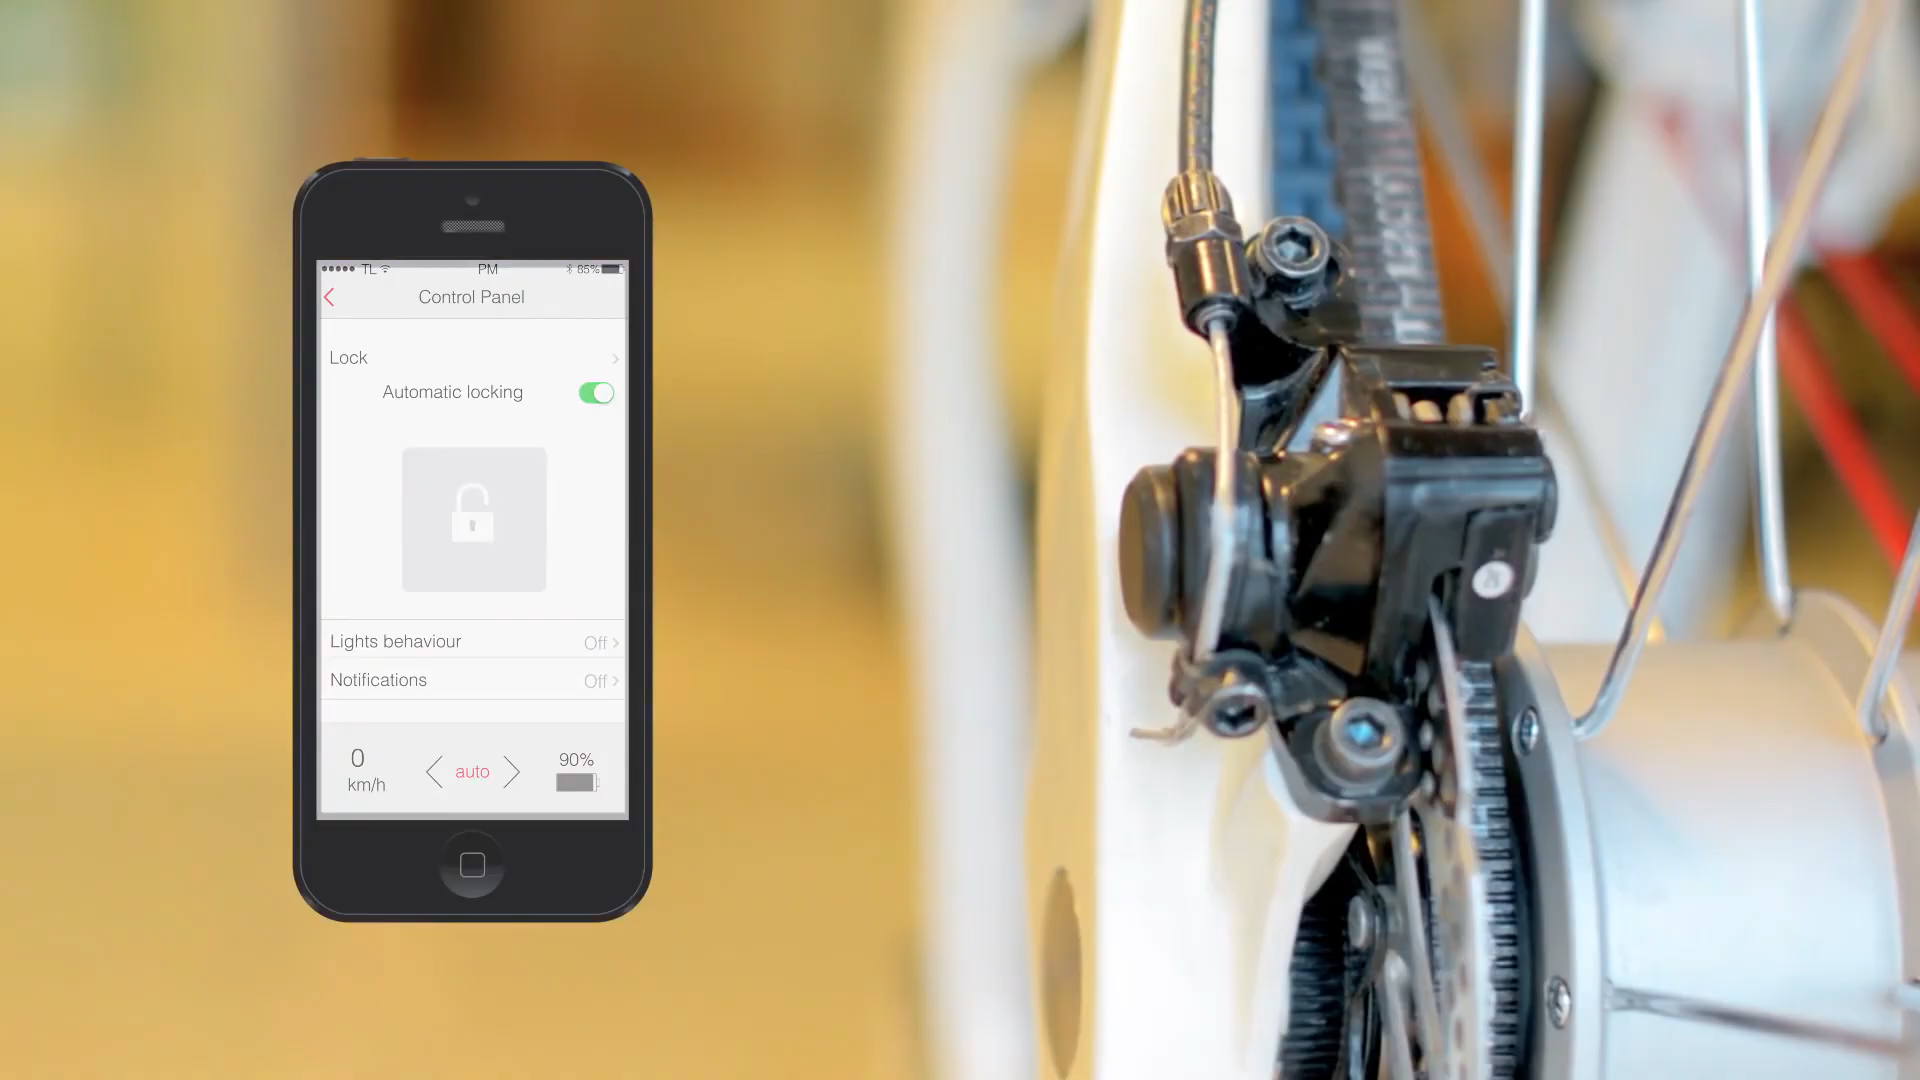 TL
PM
85%
Control Panel
Lock
Automatic locking
Lights behaviour
Off
Notifications
Off
0
km/h
auto
90%